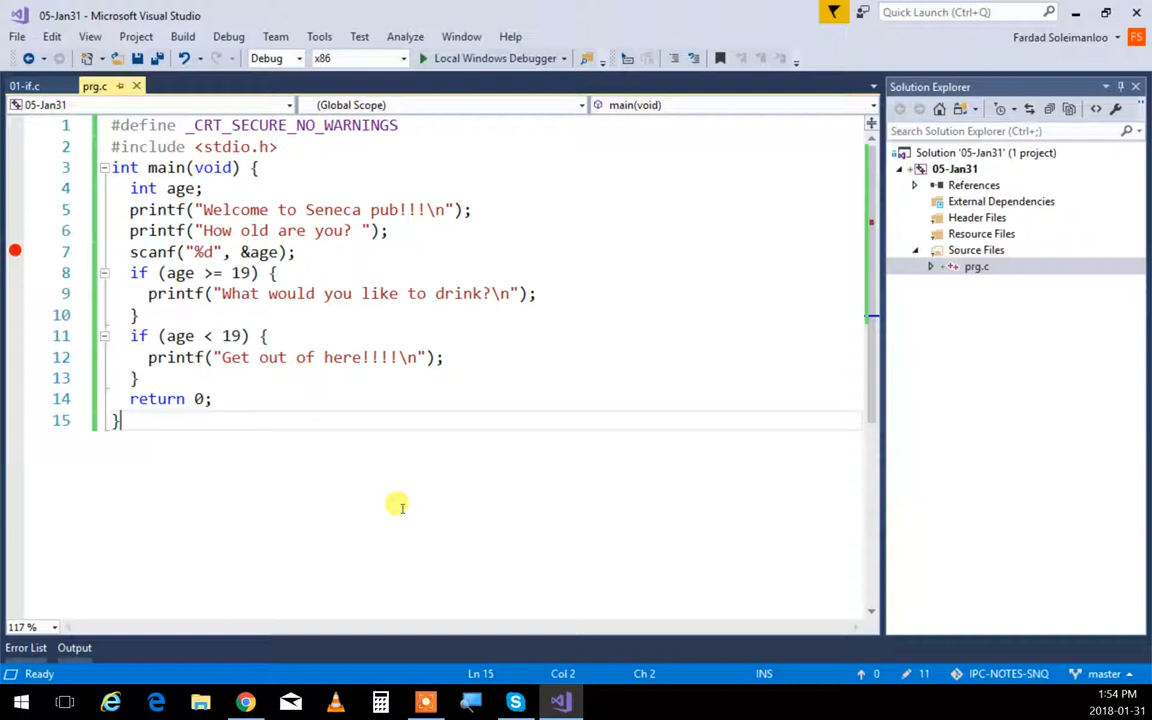 05-Jan31 - Microsoft Visual Studio
Quick Launch (Ctrl+Q)
File Edit View Project Build Debug Team Tools Test Analyze Window Help
Fardad Soleimanloo FS
Debug x86 Local Windows Debugger
01-if.c prg.c
05-Jan31 (Global Scope) main(void)
1 #define _CRT_SECURE_NO_WARNINGS
2 #include <stdio.h>
3 int main(void) {
4 int age;
5 printf("Welcome to Seneca pub!!!\n");
6 printf("How old are you? ");
7 scanf("%d", &age);
8 if (age >= 19) {
9 printf("What would you like to drink?\n");
10 }
11 if (age < 19) {
12 printf("Get out of here!!!!\n");
13 }
14 return 0;
15 }
117 %
Solution Explorer
Search Solution Explorer (Ctrl+;)
Solution '05-Jan31' (1 project)
05-Jan31
References
External Dependencies
Header Files
Resource Files
Source Files
prg.c
Error List Output
Ready Ln 15 Col 2 Ch 2 INS 0 11 IPC-NOTES-SNQ master
1:54 PM
2018-01-31